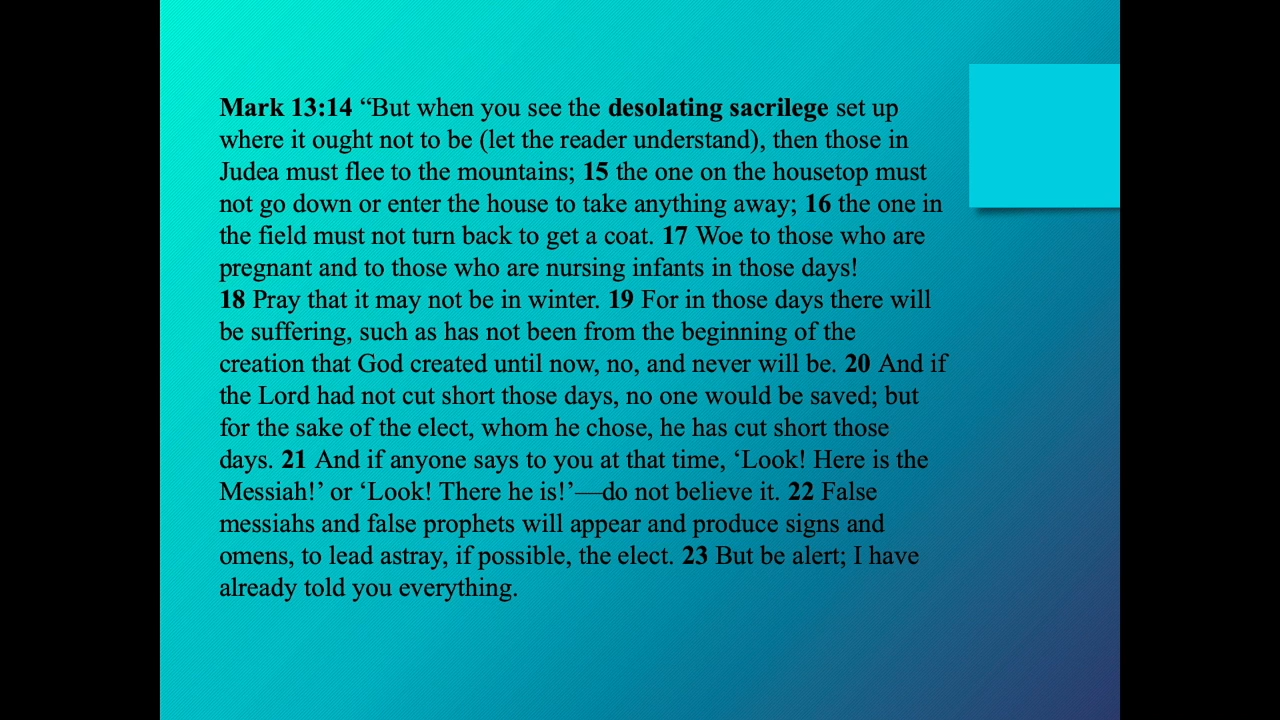 Mark 13:14 “But when you see the desolating sacrilege set up
where it ought not to be (let the reader understand), then those in
Judea must flee to the mountains; 15 the one on the housetop must
not go down or enter the house to take anything away; 16 the one in
the field must not turn back to get a coat. 17 Woe to those who are
pregnant and to those who are nursing infants in those days!
18 Pray that it may not be in winter. 19 For in those days there will
be suffering, such as has not been from the beginning of the
creation that God created until now, no, and never will be. 20 And if
the Lord had not cut short those days, no one would be saved; but
for the sake of the elect, whom he chose, he has cut short those
days. 21 And if anyone says to you at that time, ‘Look! Here is the
Messiah!’ or ‘Look! There he is!’—do not believe it. 22 False
messiahs and false prophets will appear and produce signs and
omens, to lead astray, if possible, the elect. 23 But be alert; I have
already told you everything.